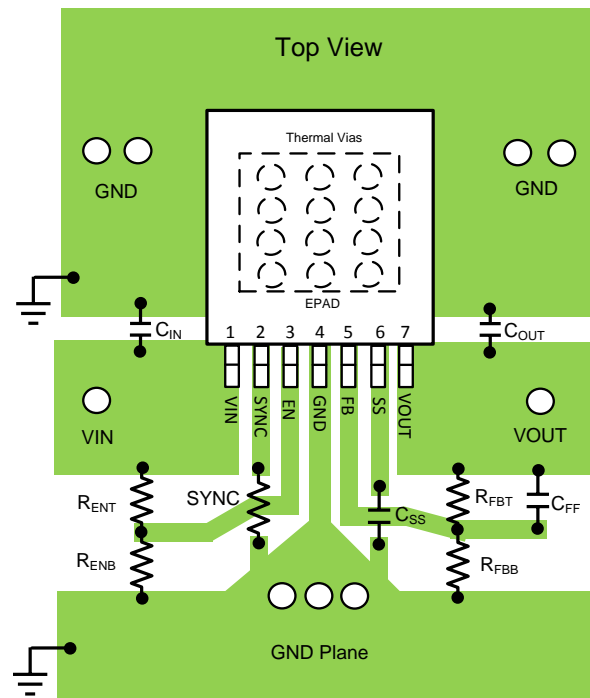 Top View
Thermal Vias
GND
GND
EPAD
CIN
1 2 3 4 5 6 7
COUT
VIN
SYNC
EN
GND
FB
SS
VOUT
VIN
VOUT
RENT
SYNC
CSS
RFBT
CFF
RENB
RFBB
GND Plane